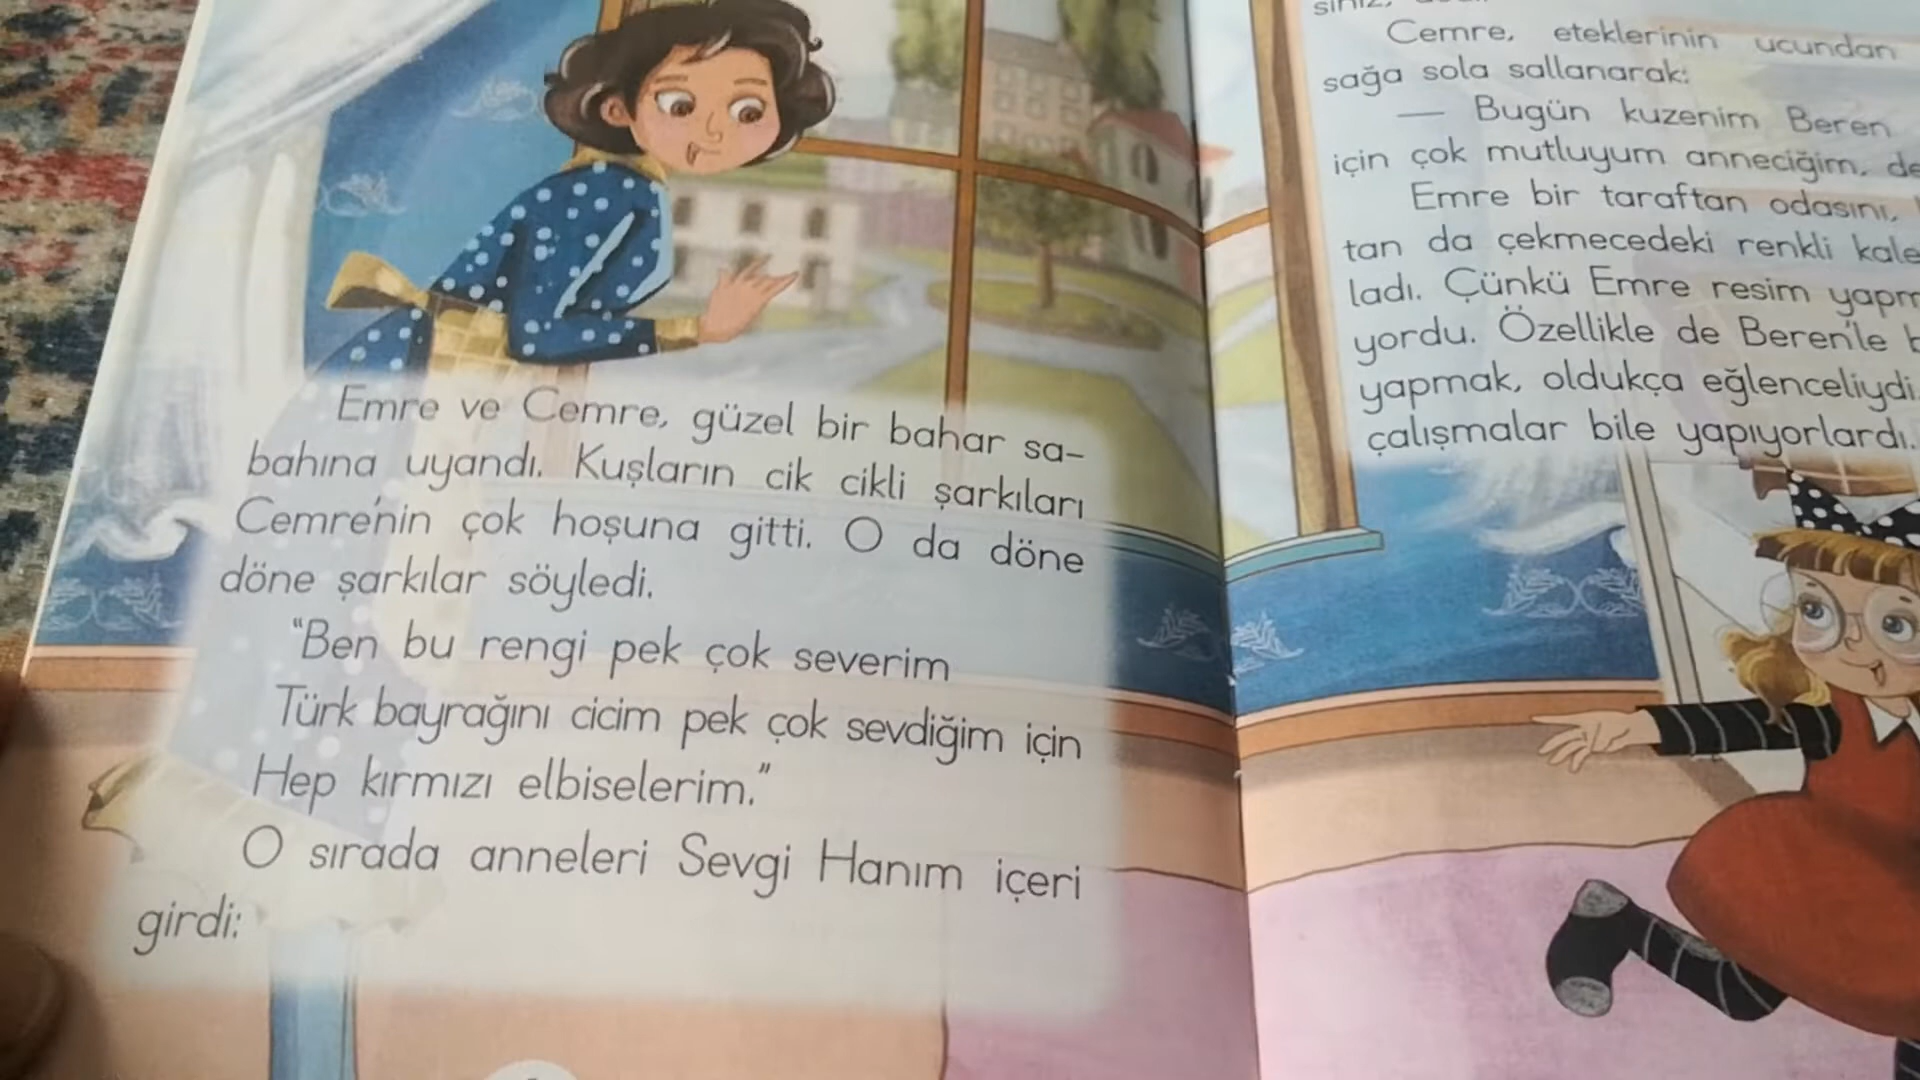 Emre ve Cemre, güzel bir bahar sa-
bahına uyandı. Kuşların cik cikli şarkıları
Cemre'nin çok hoşuna gitti. O da döne
döne şarkılar söyledi.
"Ben bu rengi pek çok severim
Türk bayrağını cicim pek çok sevdiğim için
Hep kırmızı elbiselerim."
O sırada anneleri Sevgi Hanım içeri
girdi:
Cemre, eteklerinin ucundan
sağa sola sallanarak:
— Bugün kuzenim Beren
için çok mutluyum anneciğim, de
Emre bir taraftan odasını,
tan da çekmecedeki renkli kale
ladı. Çünkü Emre resim yapm
yordu. Özellikle de Beren'le b
yapmak, oldukça eğlenceliydi.
çalışmalar bile yapıyorlardı.